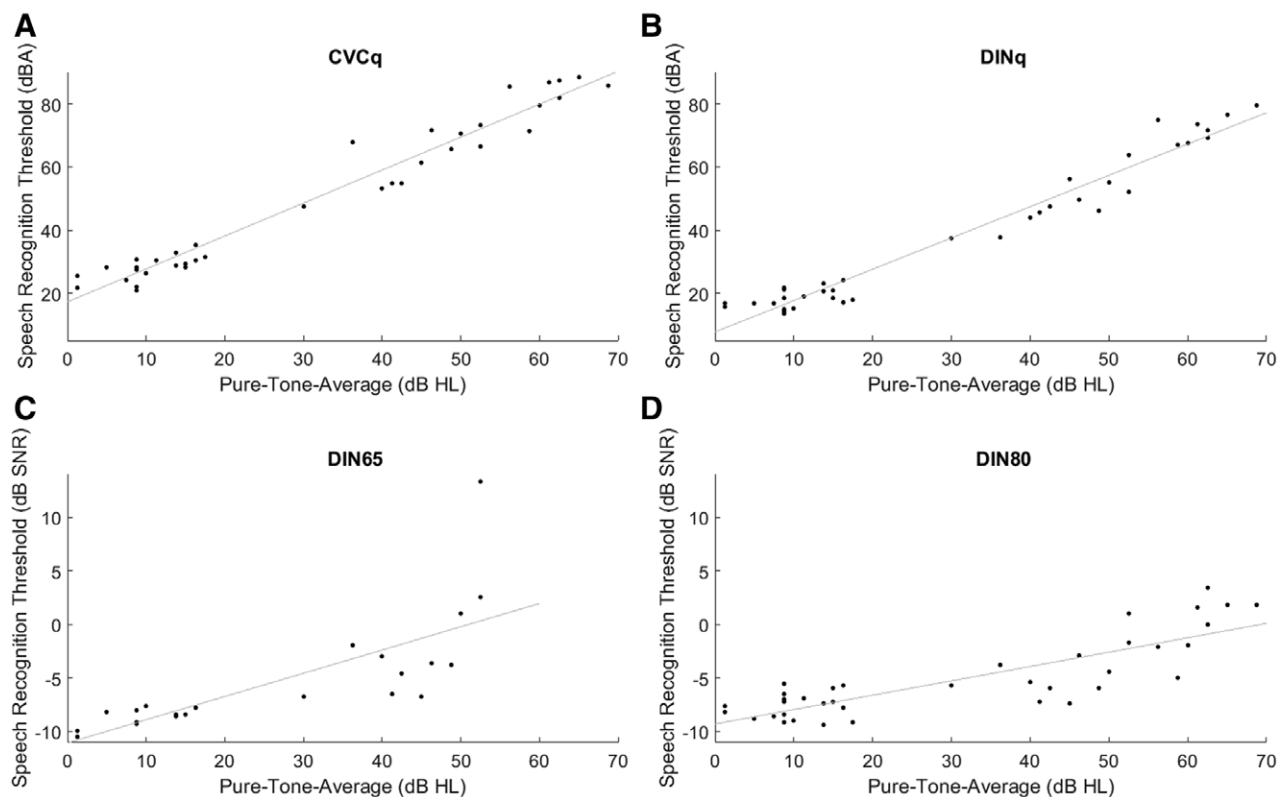 A
CVCq
Speech Recognition Threshold (dBA)
80
60
40
20
0 10 20 30 40 50 60 70
Pure-Tone-Average (dB HL)
B
DINq
Speech Recognition Threshold (dBA)
80
60
40
20
0 10 20 30 40 50 60 70
Pure-Tone-Average (dB HL)
C
DIN65
Speech Recognition Threshold (dB SNR)
10
5
0
-5
-10
0 10 20 30 40 50 60 70
Pure-Tone-Average (dB HL)
D
DIN80
Speech Recognition Threshold (dB SNR)
10
5
0
-5
-10
0 10 20 30 40 50 60 70
Pure-Tone-Average (dB HL)